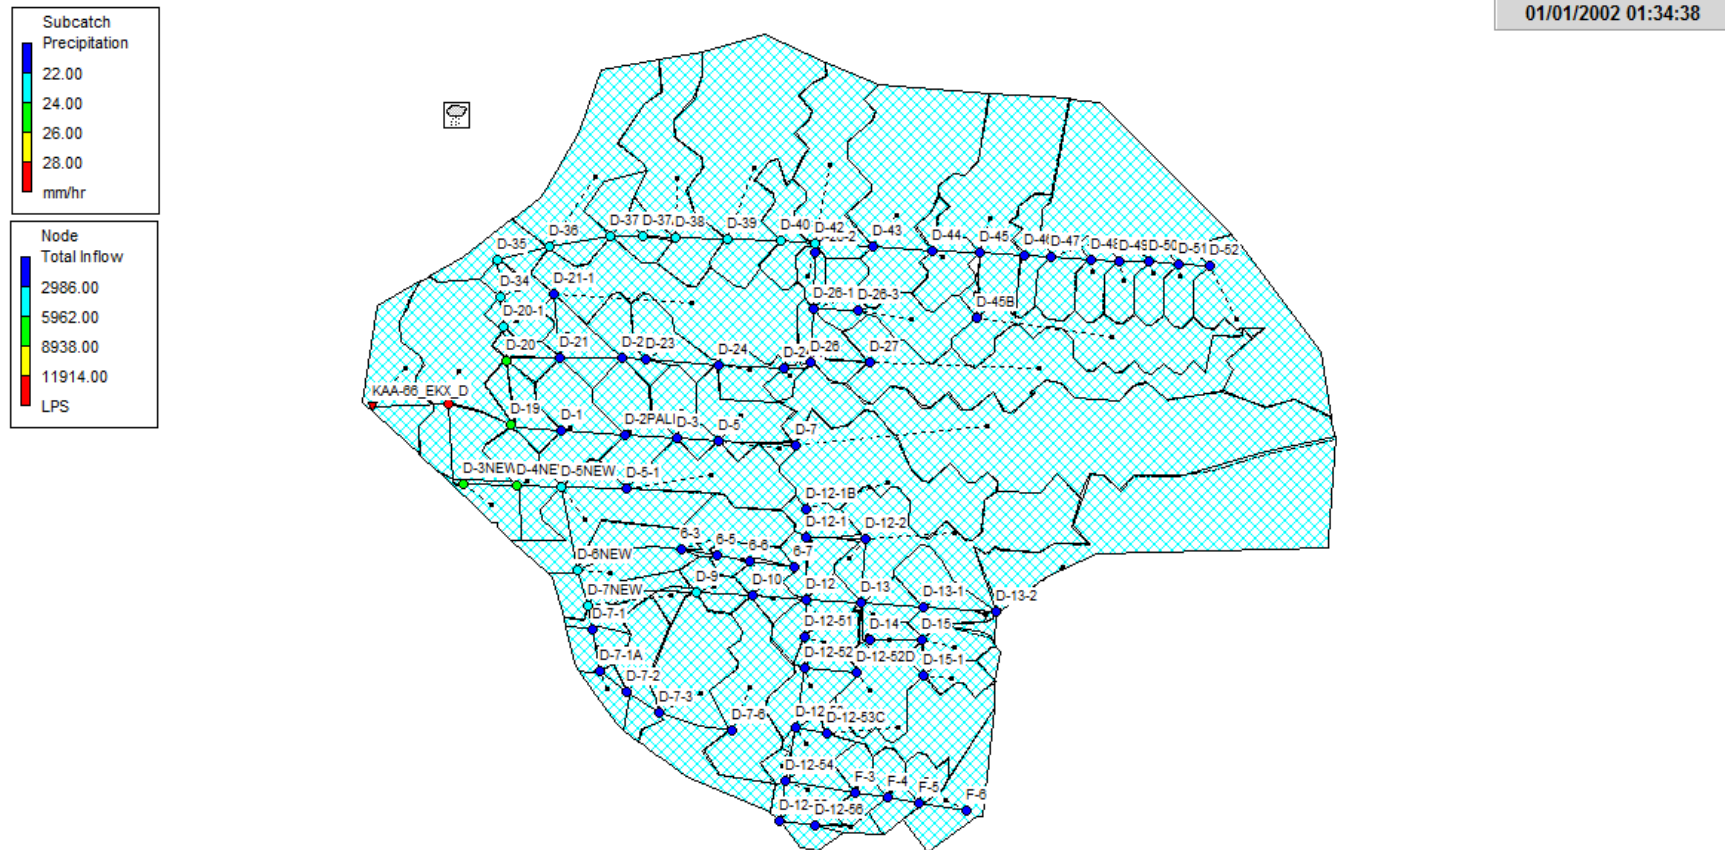 01/01/2002 01:34:38
Subcatch
Precipitation
22.00
24.00
26.00
28.00
mm/hr
Node
Total Inflow
2986.00
5962.00
8938.00
11914.00
LPS
D-37 D-38 D-39 D-40 D-42 D-43
D-35 D-36 D-44 D-45 D-47 D-50 D-51 D-52
D-34 D-21-1
D-20-1 D-26-1 D-26-3 D-45B
D-20 D-21 D-23 D-24 D-26 D-27
KAA-66_EKX_D
D-19 D-1 D-3 D-5 D-7
D-5NEW D-5-1
D-12-1B
D-12-1 D-12-2
6-3 6-5 6-6 6-7
D-6NEW
D-7NEW D-9 D-10 D-12 D-13 D-13-1 D-13-2
D-7-1 D-12-51 D-14 D-15
D-7-1A D-12-52 D-12-52D D-15-1
D-7-2
D-7-3
D-7-6 D-12-53C
D-12-54 F-3 F-4 F-5 F-6
D-12-56